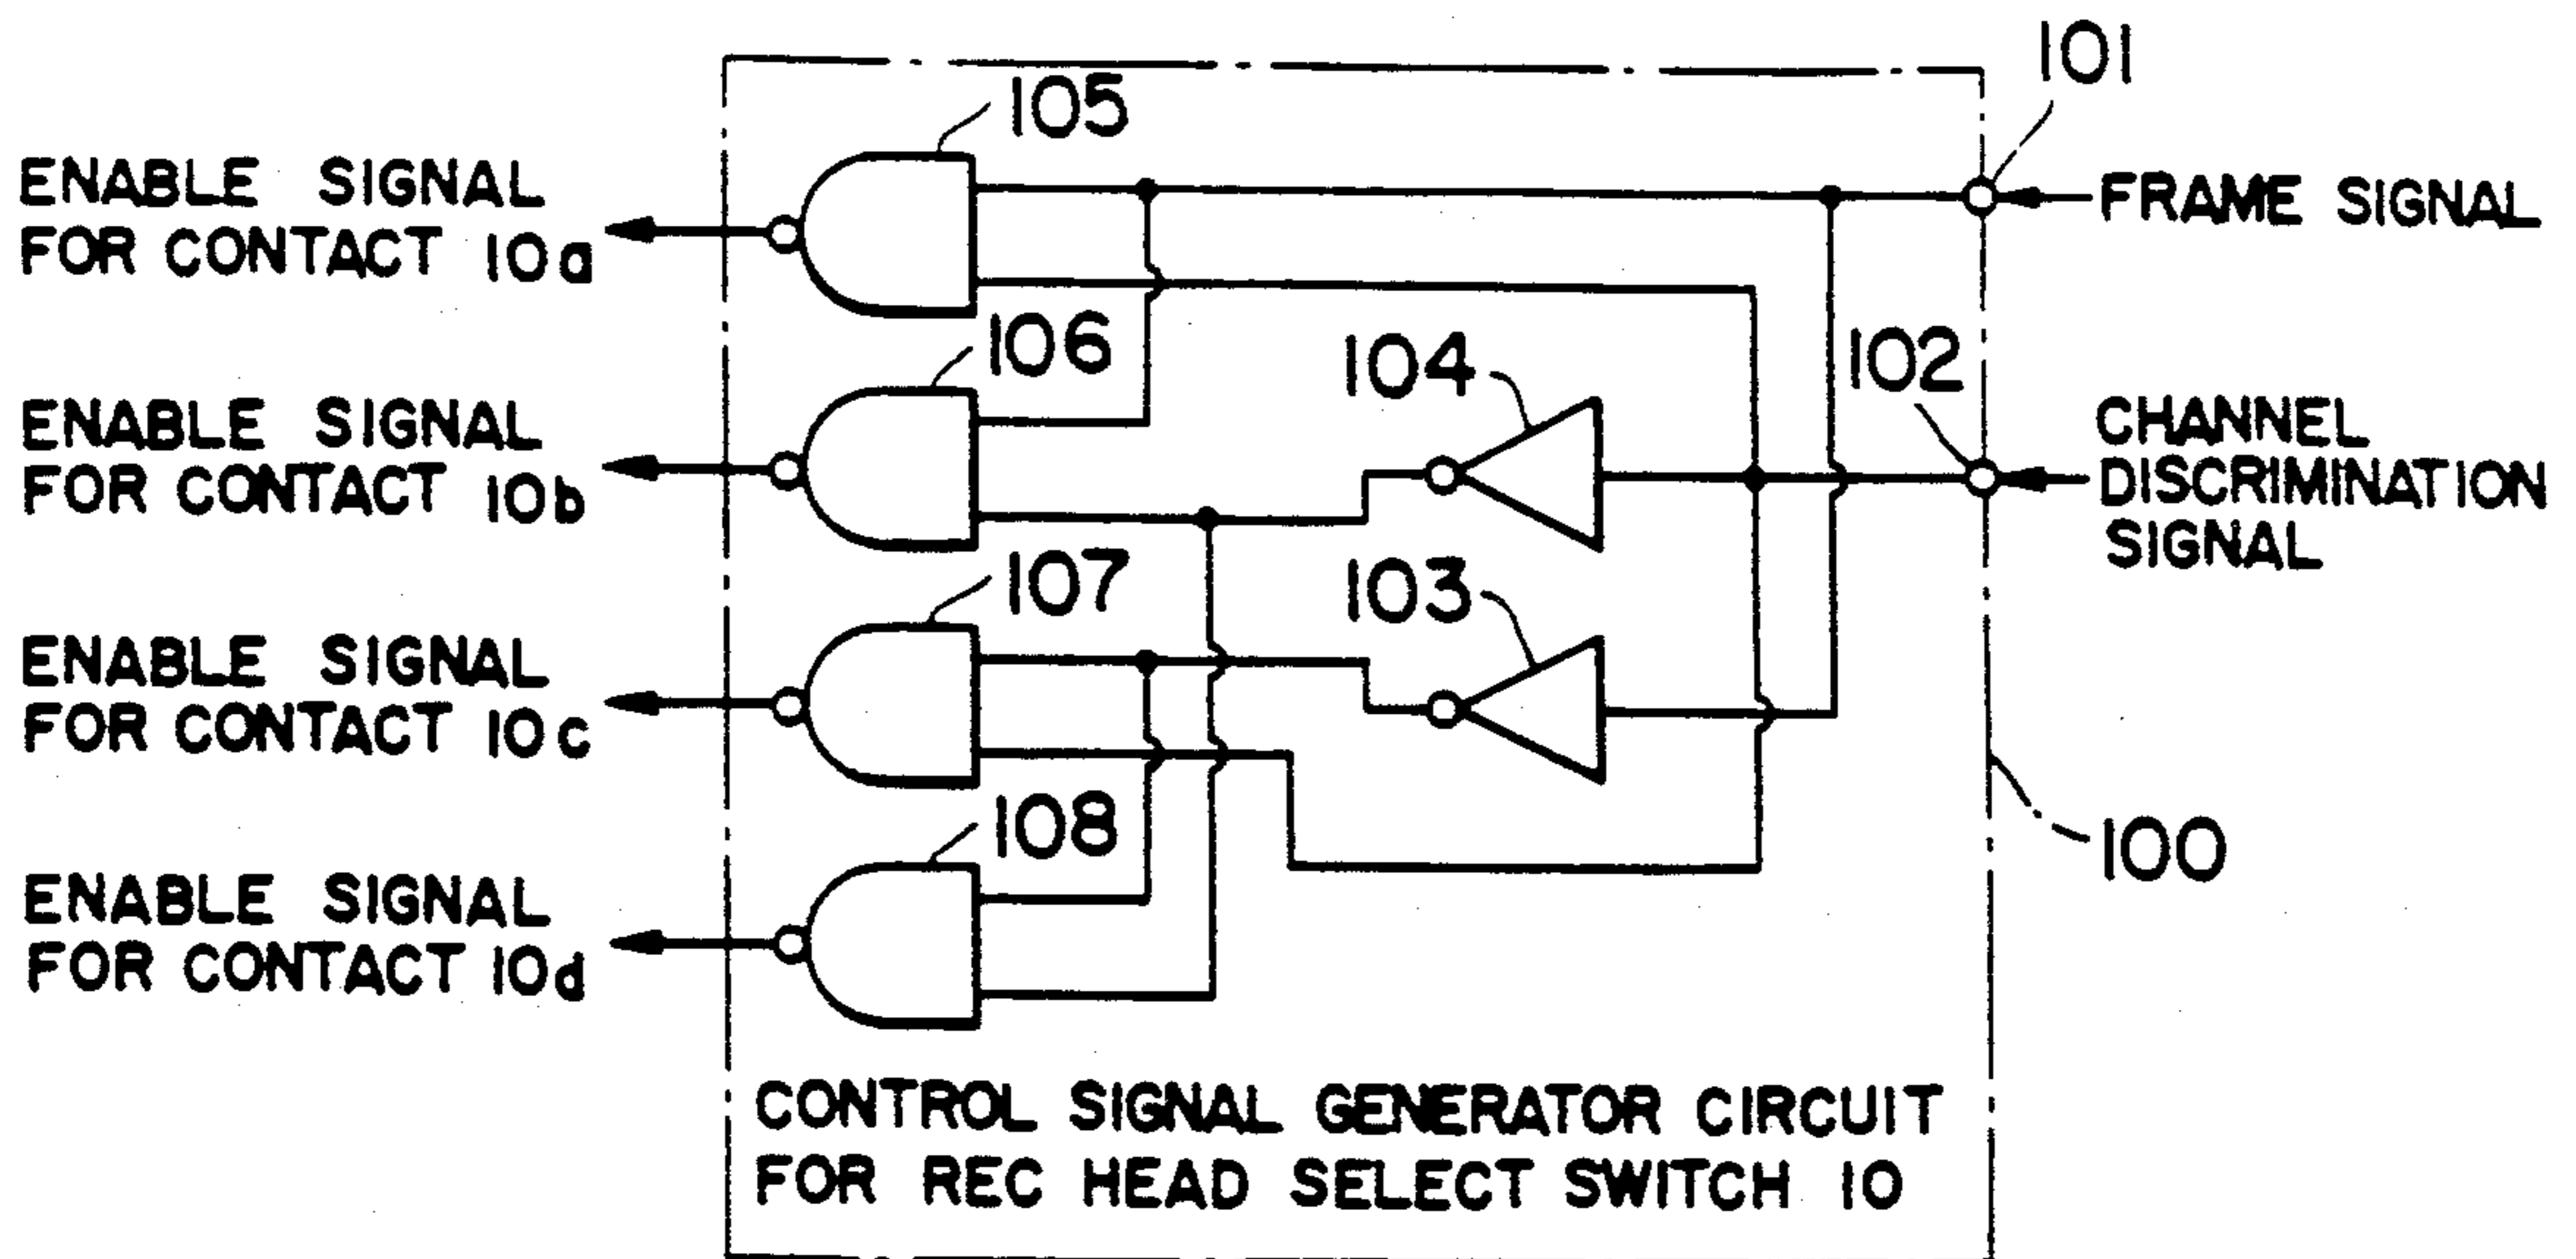 101
105
ENABLE SIGNAL
FOR CONTACT 10a
FRAME SIGNAL
106
104
102
ENABLE SIGNAL
FOR CONTACT 10b
CHANNEL
DISCRIMINATION
SIGNAL
107
103
ENABLE SIGNAL
FOR CONTACT 10c
108
100
ENABLE SIGNAL
FOR CONTACT 10d
CONTROL SIGNAL GENERATOR CIRCUIT
FOR REC HEAD SELECT SWITCH 10